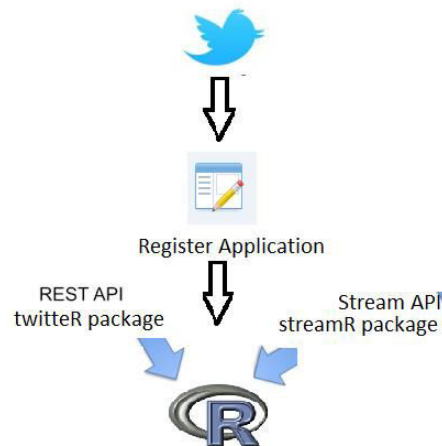 Register Application
REST API
twitteR package
Stream API
streamR package
R